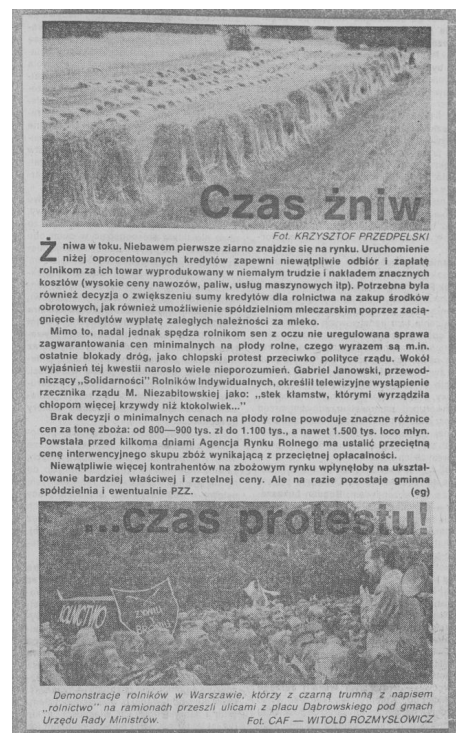 Czas żniw
Fot. KRZYSZTOF PRZEDPELSKI
Żniwa w toku. Niebawem pierwsze ziarno znajdzie się na rynku. Uruchomienie
niżej oprocentowanych kredytów zapewni niewątpliwie odbiór i zapłatę
rolnikom za ich towar wyprodukowany w niemałym trudzie i nakładem znacznych
kosztów (wysokie ceny nawozów, paliw, usług maszynowych itp). Potrzebna była
również decyzja o zwiększeniu sumy kredytów dla rolnictwa na zakup środków
obrotowych, jak również umożliwienie spółdzielniom mleczarskim poprzez zacią-
gnięcie kredytów wypłatę zaległych należności za mleko.
Mimo to, nadal jednak spędza rolnikom sen z oczu nie uregulowana sprawa
zagwarantowania cen minimalnych na płody rolne, czego wyrazem są m.in.
ostatnie blokady dróg, jako chłopski protest przeciwko polityce rządu. Wokół
wyjaśnień tej kwestii narosło wiele nieporozumień. Gabriel Janowski, przewod-
niczący „Solidarności” Rolników Indywidualnych, określił telewizyjne wystąpienie
rzecznika rządu M. Niezabitowskiej jako: „stek kłamstw, którymi wyrządziła
chłopom więcej krzywdy niż ktokolwiek...”
Brak decyzji o minimalnych cenach na płody rolne powoduje znaczne różnice
cen za tonę zboża: od 800—900 tys. zł do 1.100 tys., a nawet 1.500 tys. loco młyn.
Powstała przed kilkoma dniami Agencja Rynku Rolnego ma ustalić przeciętną
cenę interwencyjnego skupu zbóż wynikającą z przeciętnej opłacalności.
Niewątpliwie więcej kontrahentów na zbożowym rynku wpłynęłoby na ukształ-
towanie bardziej właściwej i rzetelnej ceny. Ale na razie pozostaje gminna
spółdzielnia i ewentualnie PZZ. (eg)
...czas protestu!
ROLNICTWO
Demonstracje rolników w Warszawie, którzy z czarną trumną z napisem
„rolnictwo” na ramionach przeszli ulicami z placu Dąbrowskiego pod gmach
Urzędu Rady Ministrów. Fot. CAF — WITOLD ROZMYSŁOWICZ